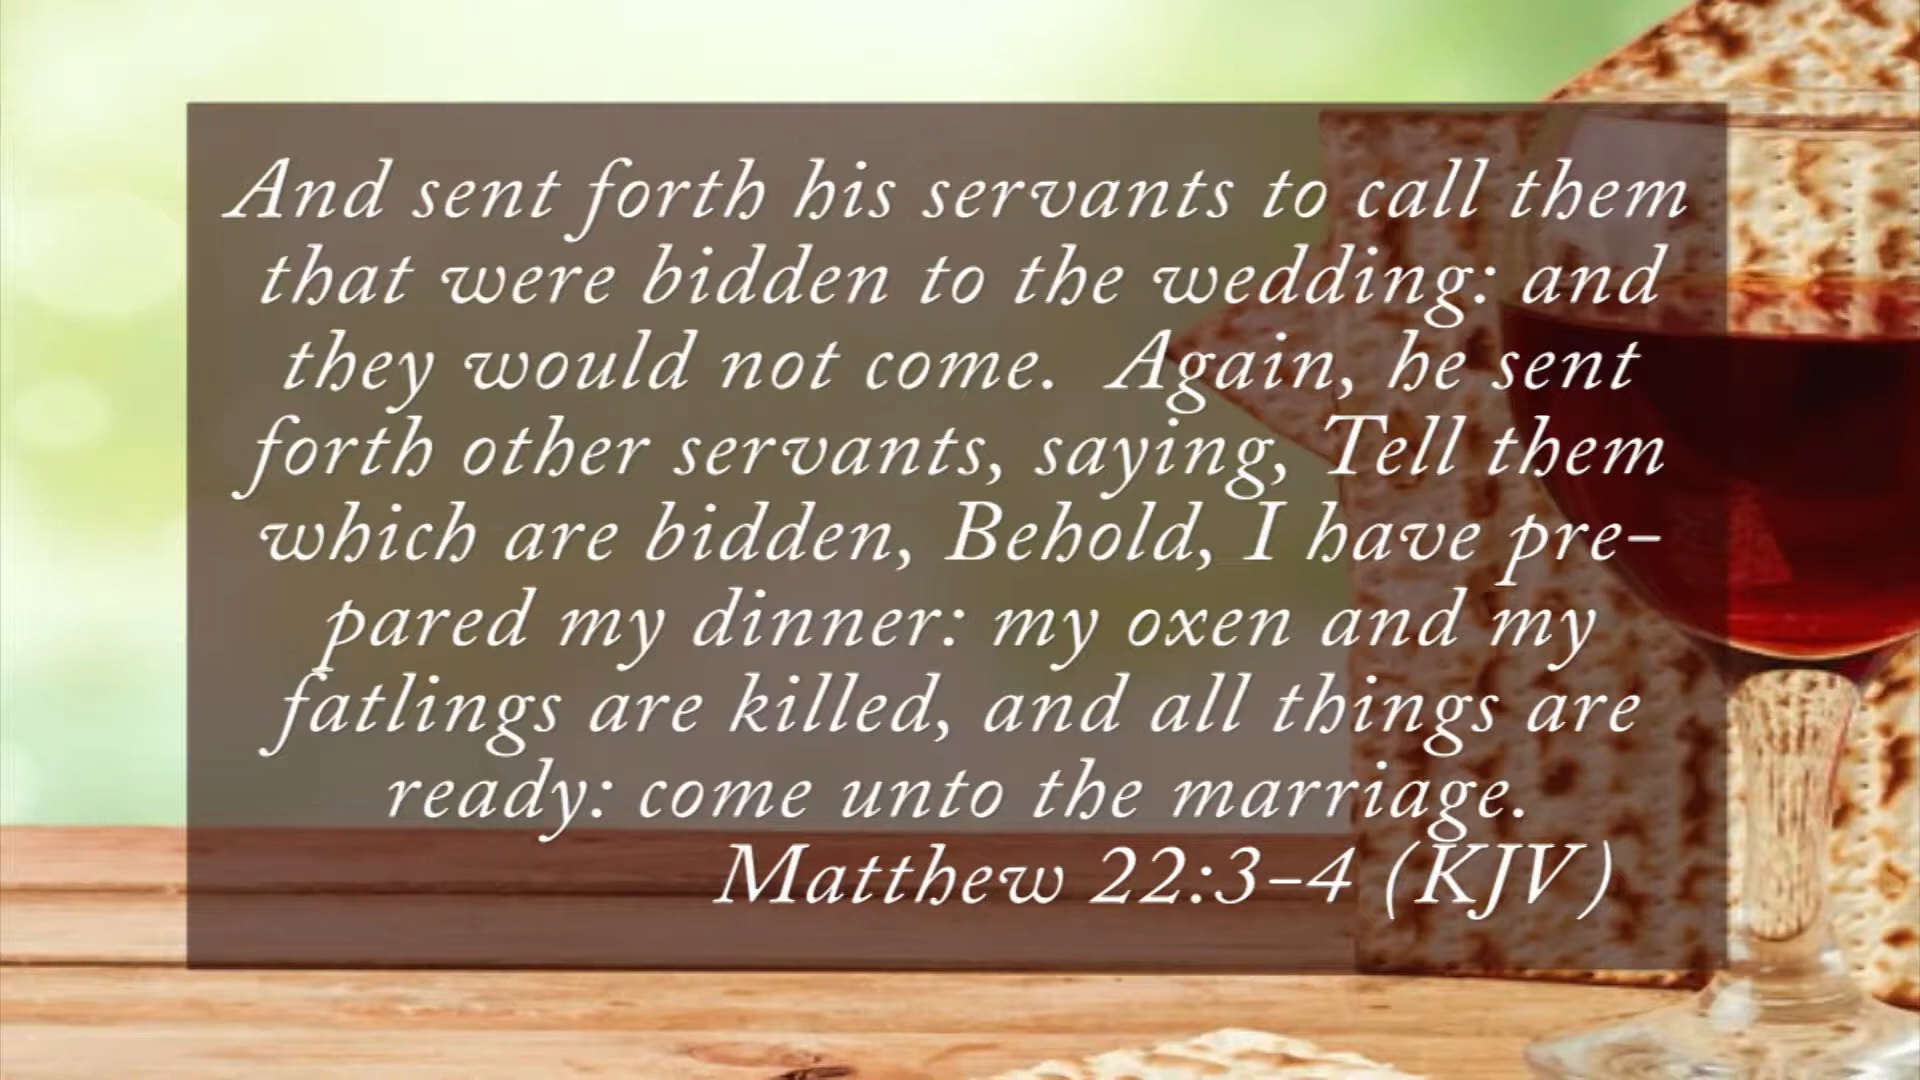 And sent forth his servants to call them
that were bidden to the wedding: and
they would not come. Again, he sent
forth other servants, saying, Tell them
which are bidden, Behold, I have pre-
pared my dinner: my oxen and my
fatlings are killed, and all things are
ready: come unto the marriage.
Matthew 22:3-4 (KJV)